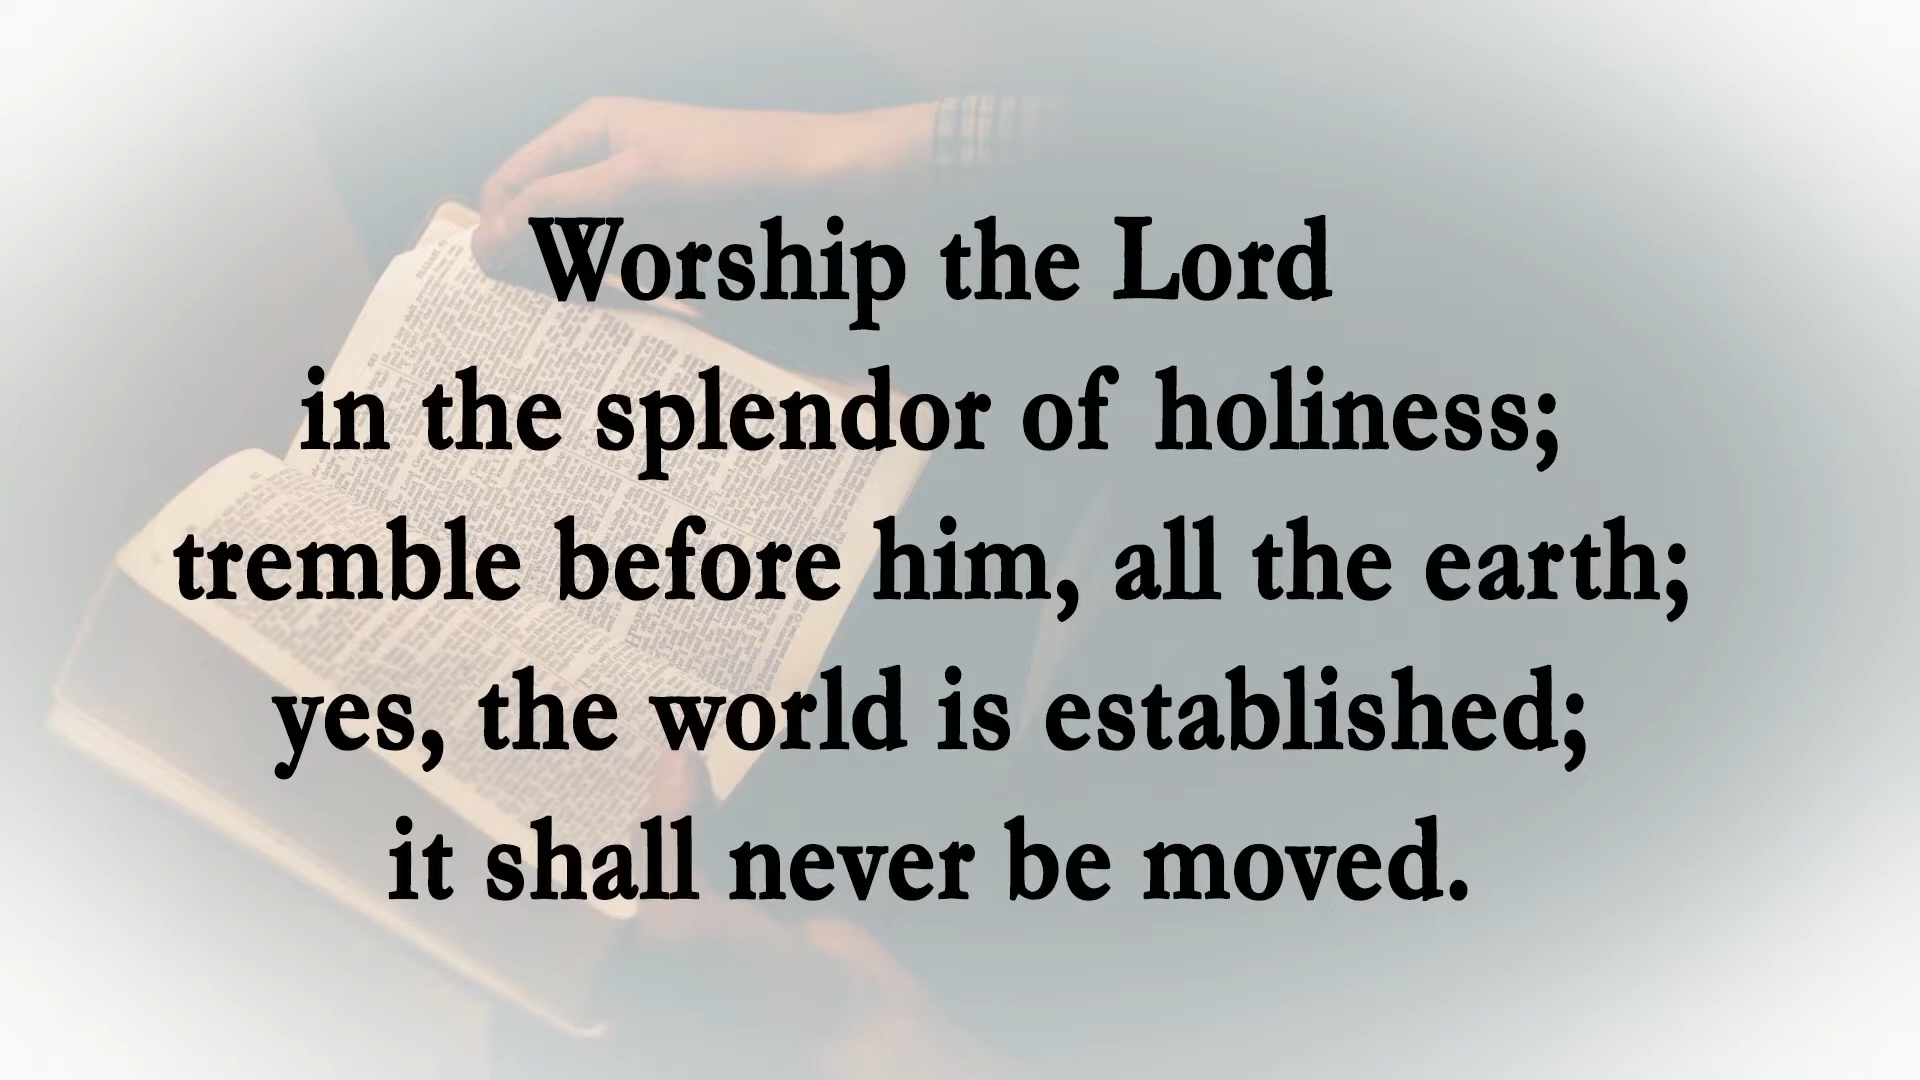 Worship the Lord
in the splendor of holiness;
tremble before him, all the earth;
yes, the world is established;
it shall never be moved.